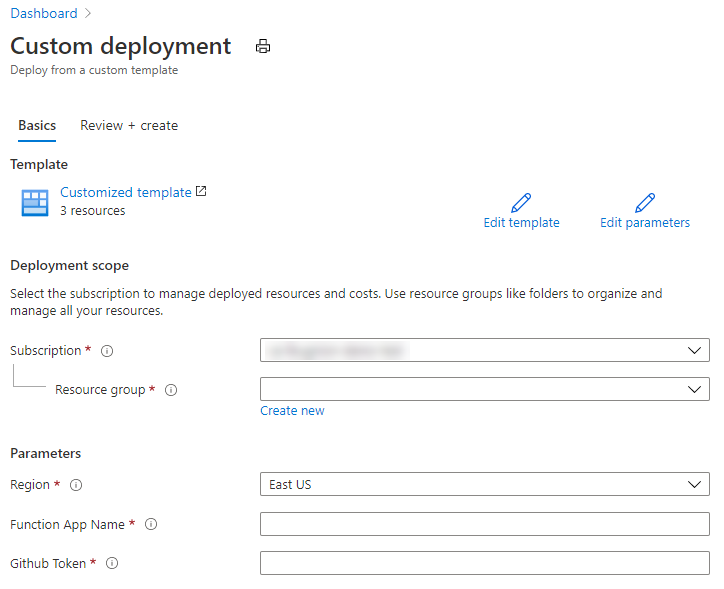 Dashboard
Custom deployment
Deploy from a custom template
Basics Review + create
Template
Customized template
3 resources
Edit template Edit parameters
Deployment scope
Select the subscription to manage deployed resources and costs. Use resource groups like folders to organize and
manage all your resources.
Subscription *
Resource group *
Create new
Parameters
Region * East US
Function App Name *
Github Token *